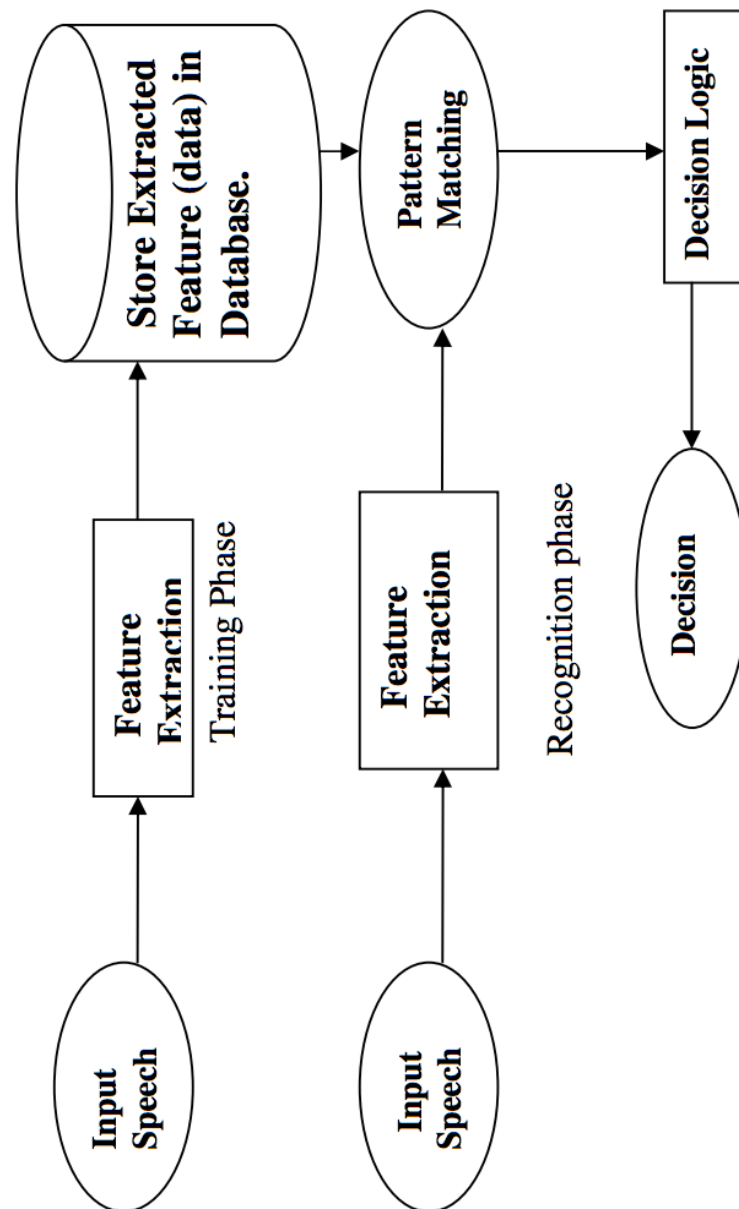 Input
Speech
Feature
Extraction
Training Phase
Store Extracted
Feature (data) in
Database.
Input
Speech
Feature
Extraction
Recognition phase
Pattern
Matching
Decision
Decision Logic